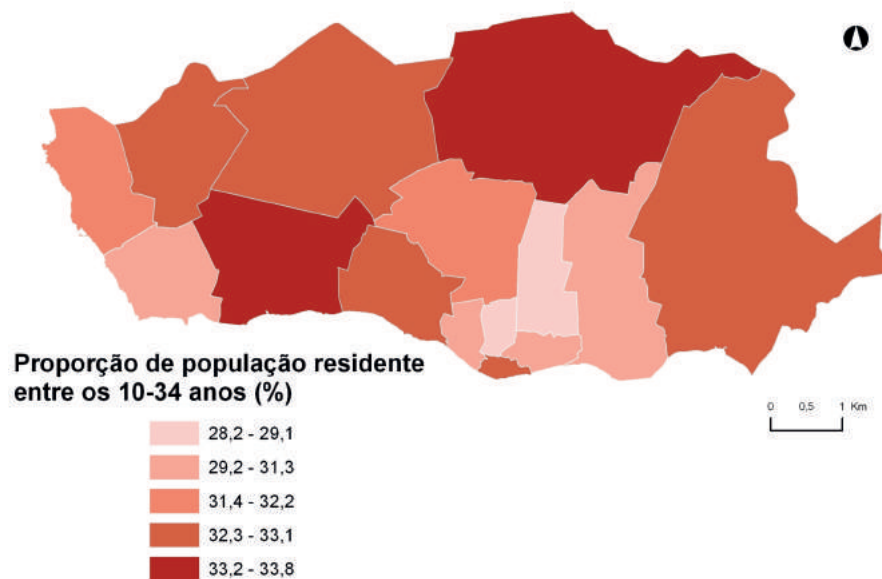 0 0,5 1 Km
Proporção de população residente
entre os 10-34 anos (%)
28,2 - 29,1
29,2 - 31,3
31,4 - 32,2
32,3 - 33,1
33,2 - 33,8